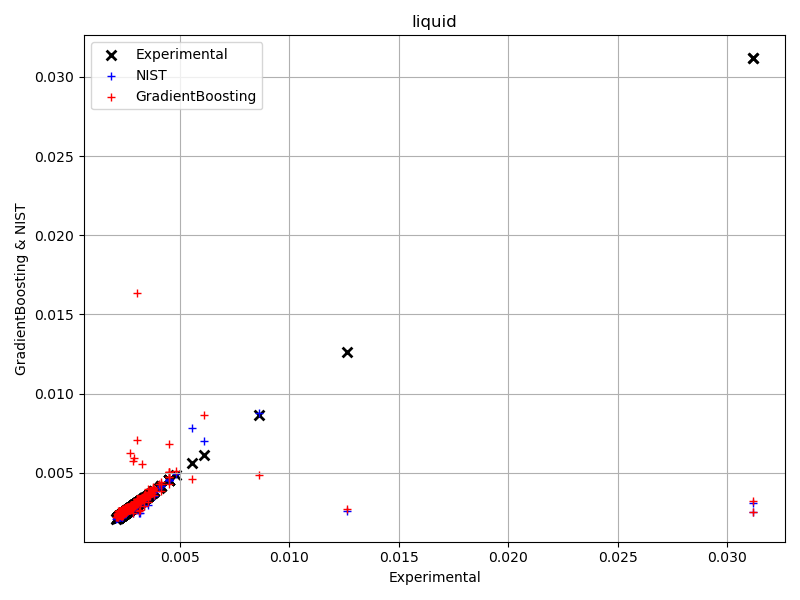 liquid
Experimental
NIST
GradientBoosting
0.030
0.025
0.020
0.015
0.010
0.005
GradientBoosting & NIST
0.005 0.010 0.015 0.020 0.025 0.030
Experimental